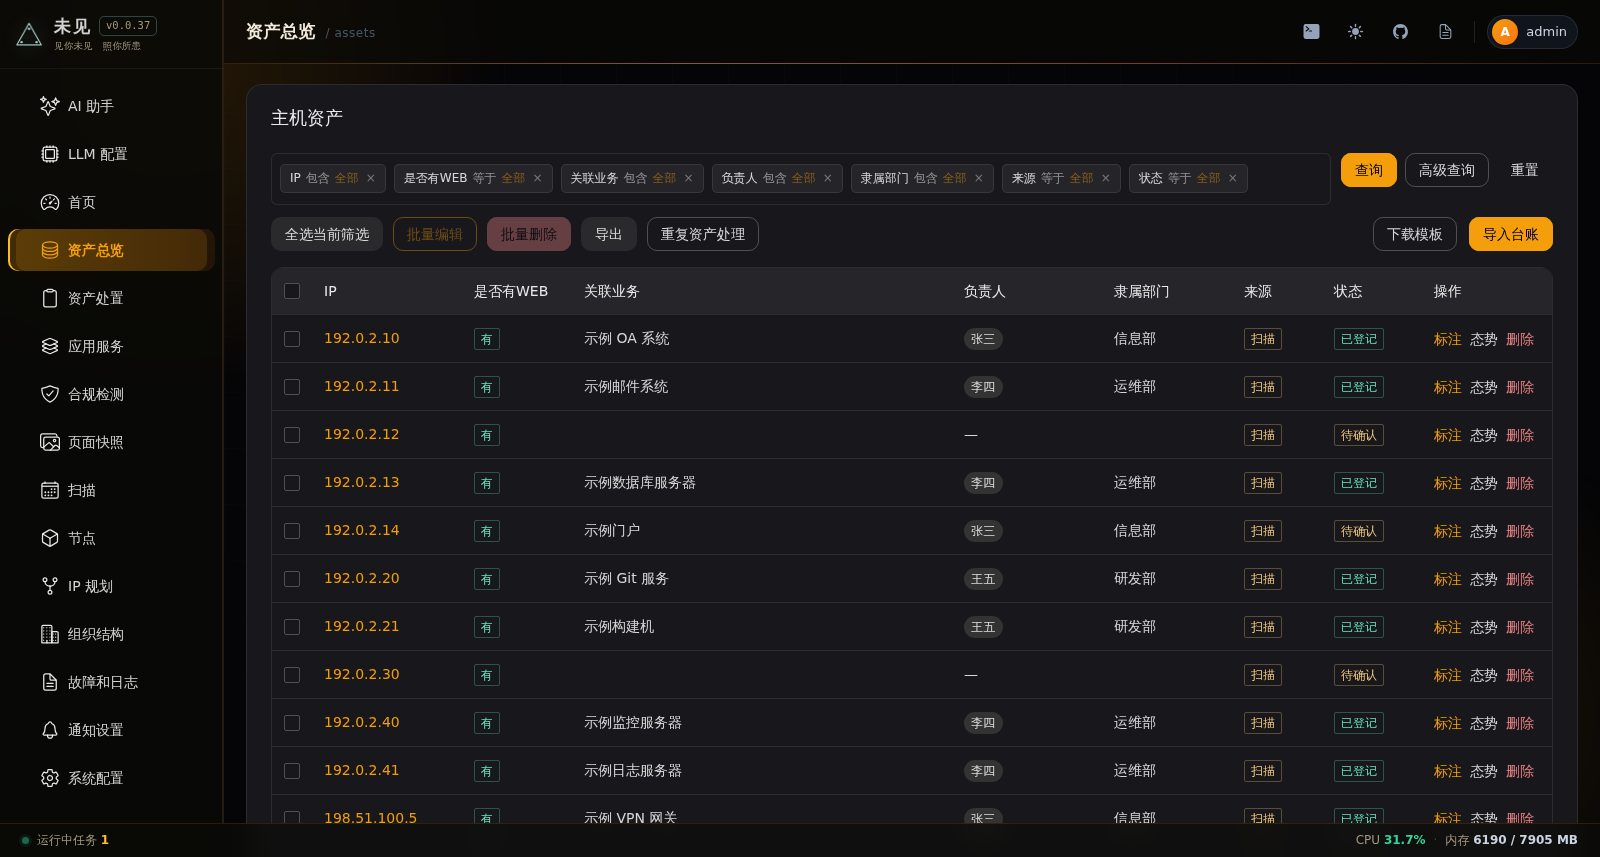 未见 v0.0.37
见你未见 照你所患
资产总览 / assets
A admin
AI 助手
LLM 配置
首页
资产总览
资产处置
应用服务
合规检测
页面快照
扫描
节点
IP 规划
组织结构
故障和日志
通知设置
系统配置
主机资产
IP 包含 全部 × 是否有WEB 等于 全部 × 关联业务 包含 全部 × 负责人 包含 全部 × 隶属部门 包含 全部 × 来源 等于 全部 × 状态 等于 全部 × 查询 高级查询 重置
全选当前筛选 批量编辑 批量删除 导出 重复资产处理 下载模板 导入台账
IP 是否有WEB 关联业务 负责人 隶属部门 来源 状态 操作
192.0.2.10 有 示例 OA 系统 张三 信息部 扫描 已登记 标注 态势 删除
192.0.2.11 有 示例邮件系统 李四 运维部 扫描 已登记 标注 态势 删除
192.0.2.12 有 — 扫描 待确认 标注 态势 删除
192.0.2.13 有 示例数据库服务器 李四 运维部 扫描 已登记 标注 态势 删除
192.0.2.14 有 示例门户 张三 信息部 扫描 待确认 标注 态势 删除
192.0.2.20 有 示例 Git 服务 王五 研发部 扫描 已登记 标注 态势 删除
192.0.2.21 有 示例构建机 王五 研发部 扫描 已登记 标注 态势 删除
192.0.2.30 有 — 扫描 待确认 标注 态势 删除
192.0.2.40 有 示例监控服务器 李四 运维部 扫描 已登记 标注 态势 删除
192.0.2.41 有 示例日志服务器 李四 运维部 扫描 已登记 标注 态势 删除
198.51.100.5 有 示例 VPN 网关 张三 信息部 扫描 已登记 标注 态势 删除
运行中任务 1 CPU 31.7% · 内存 6190 / 7905 MB